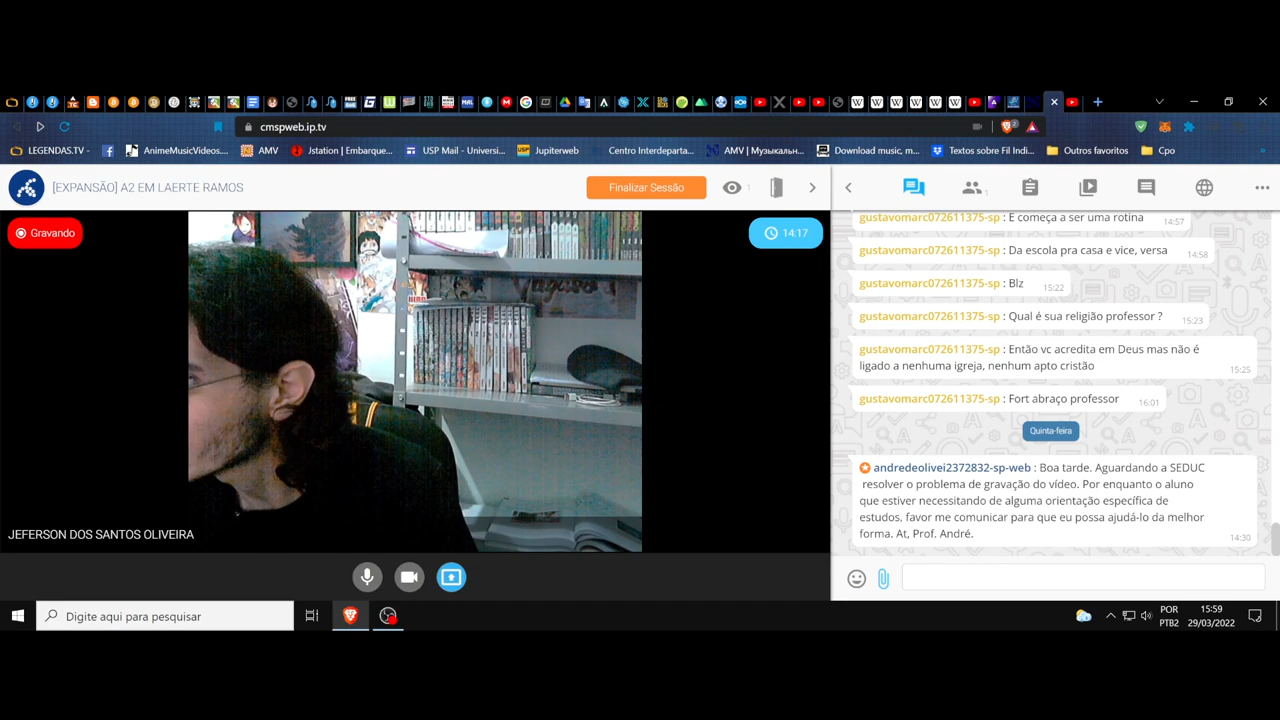 cmspweb.ip.tv
2
LEGENDAS.TV -
AnimeMusicVideos...
AMV
Jstation | Embarque...
USP Mail - Universi...
Jupiterweb
Centro Interdeparta...
AMV | Музыкальн...
Download music, m...
Textos sobre Fil Indi...
Outros favoritos
Cpo
»
[EXPANSÃO] A2 EM LAERTE RAMOS
Finalizar Sessão
1
1
Gravando
14:17
JEFERSON DOS SANTOS OLIVEIRA
gustavomarc072611375-sp : E começa a ser uma rotina
14:57
gustavomarc072611375-sp : Da escola pra casa e vice, versa
14:58
gustavomarc072611375-sp : Blz
15:22
gustavomarc072611375-sp : Qual é sua religião professor ?
15:23
gustavomarc072611375-sp : Então vc acredita em Deus mas não é
ligado a nenhuma igreja, nenhum apto cristão
15:25
gustavomarc072611375-sp : Fort abraço professor
16:01
Quinta-feira
andredeolivei2372832-sp-web : Boa tarde. Aguardando a SEDUC
resolver o problema de gravação do vídeo. Por enquanto o aluno
que estiver necessitando de alguma orientação específica de
estudos, favor me comunicar para que eu possa ajudá-lo da melhor
forma. At, Prof. André.
14:30
Digite aqui para pesquisar
POR
PTB2
15:59
29/03/2022